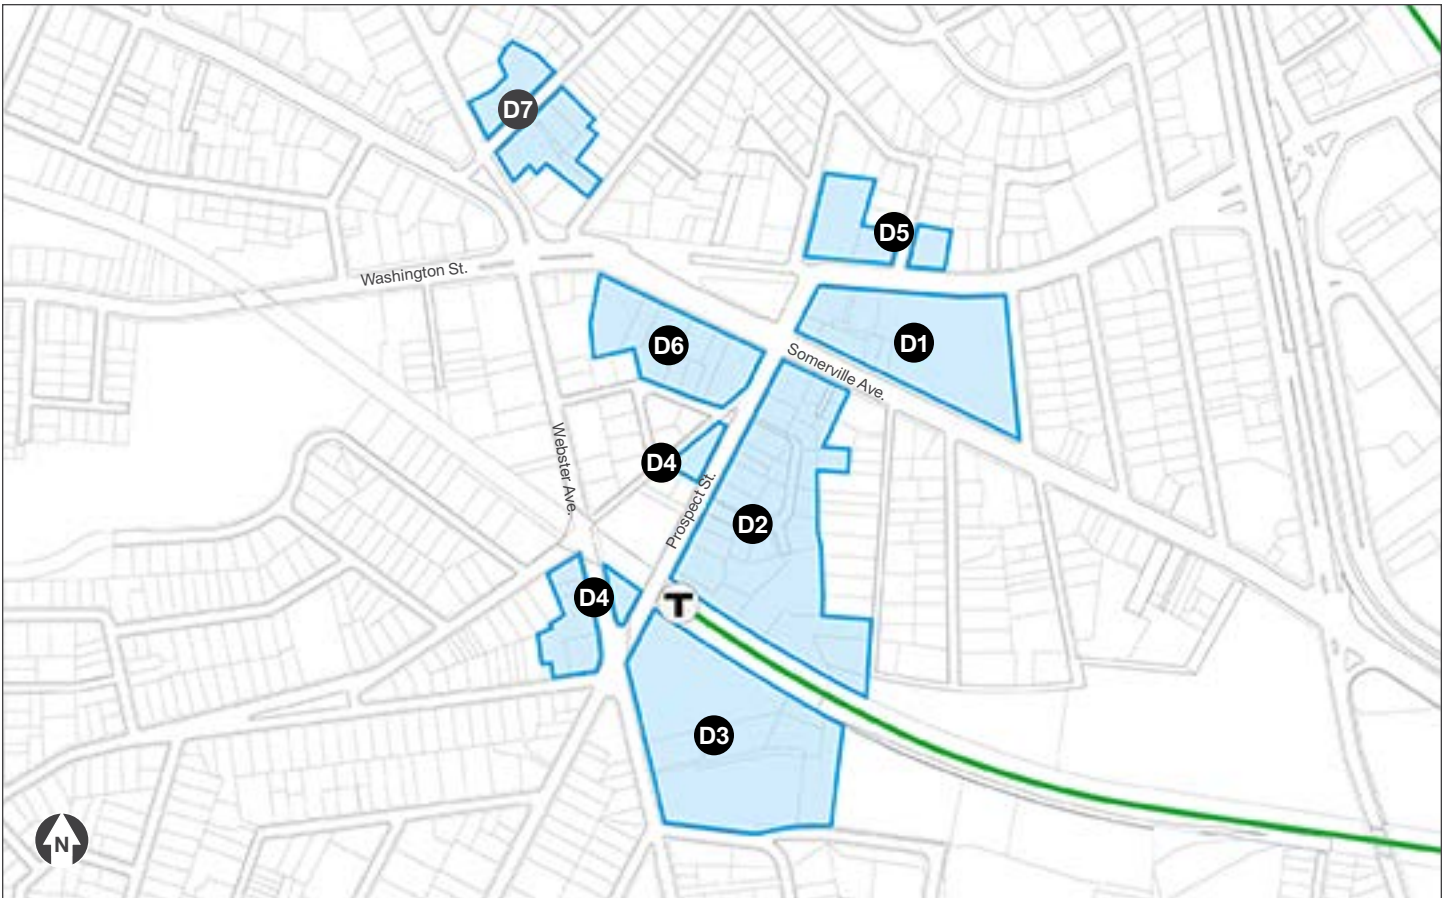 D7
D5
Washington St.
D6
D1
Somerville Ave.
Webster Ave.
D4
Prospect St.
D2
D4
T
D3
N